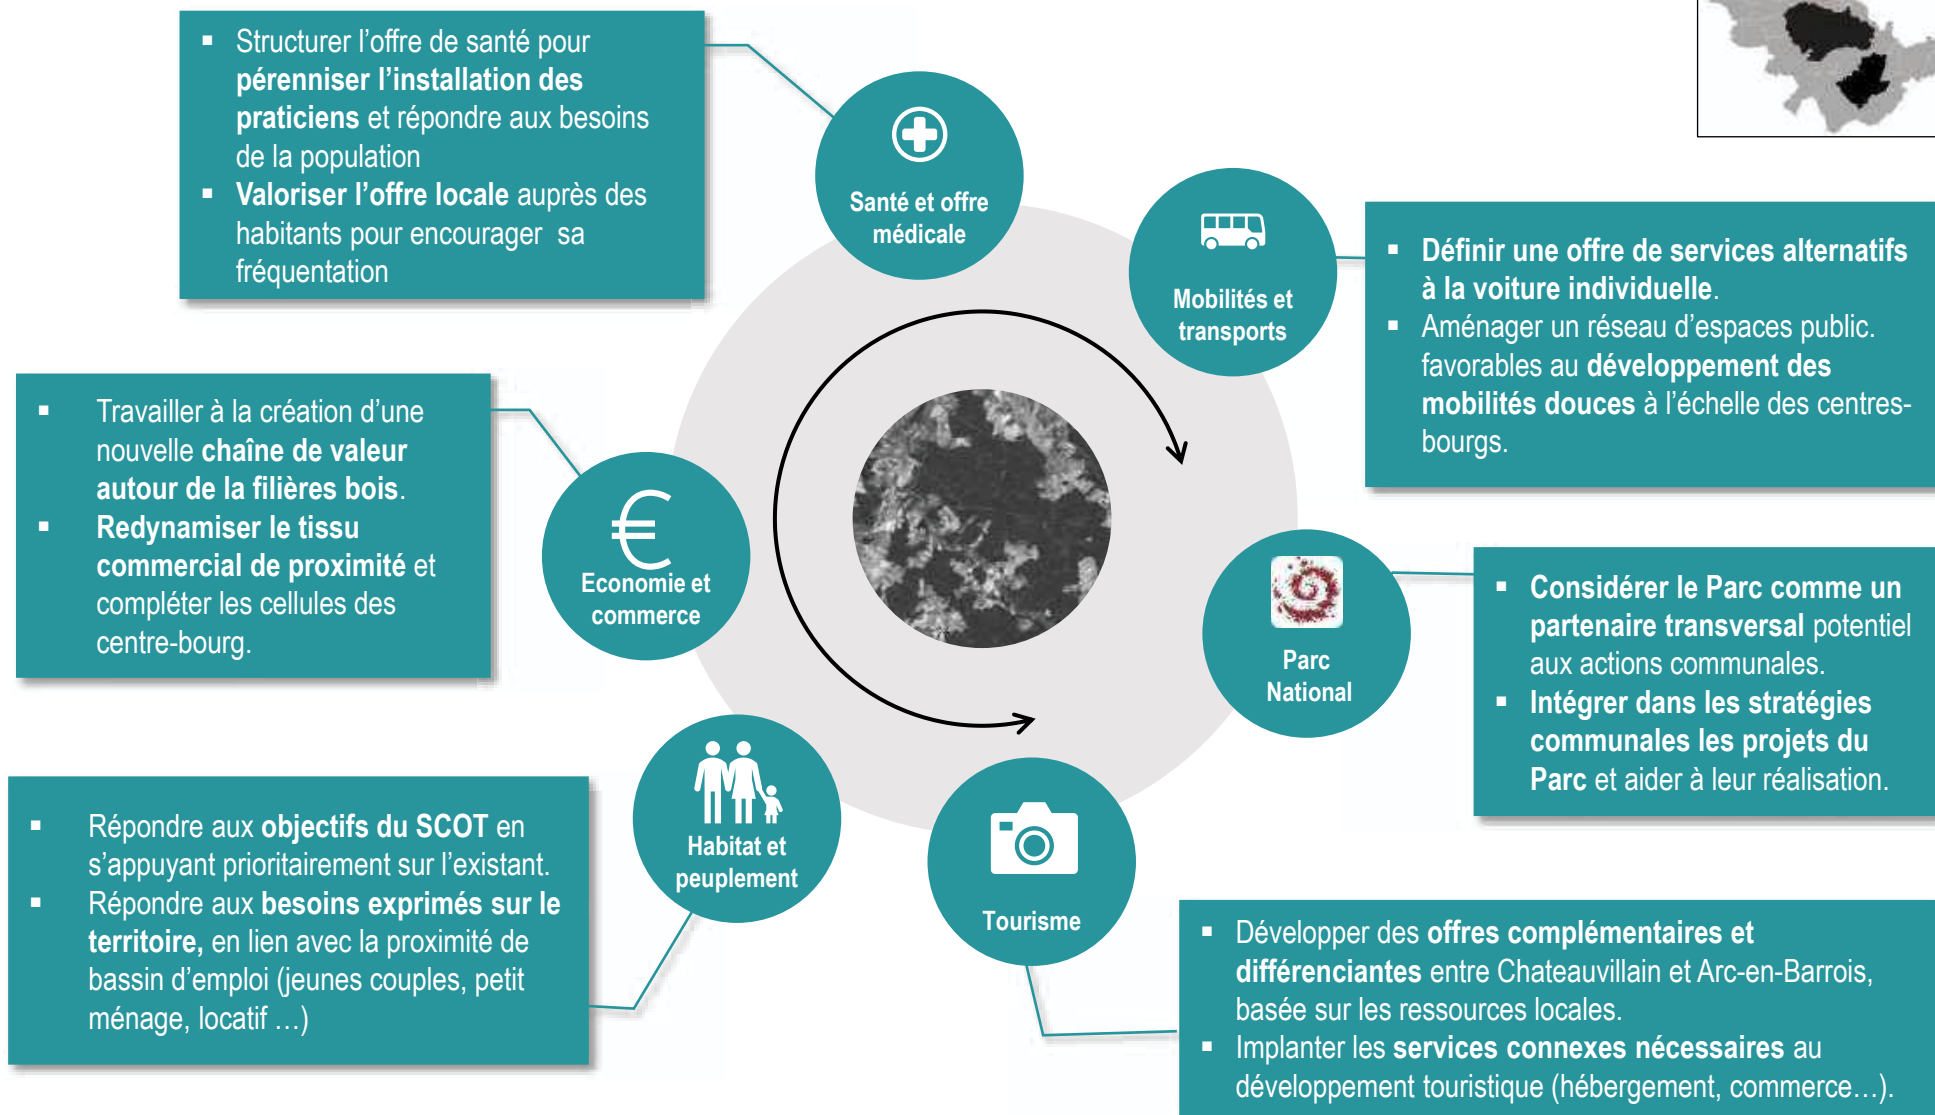 ▪ Structurer l’offre de santé pour
pérenniser l’installation des
praticiens et répondre aux besoins
de la population
▪ Valoriser l’offre locale auprès des
habitants pour encourager sa
fréquentation
Santé et offre
médicale
Mobilités et
transports
▪ Définir une offre de services alternatifs
à la voiture individuelle.
▪ Aménager un réseau d’espaces public.
favorables au développement des
mobilités douces à l’échelle des centres-
bourgs.
▪ Travailler à la création d’une
nouvelle chaîne de valeur
autour de la filières bois.
▪ Redynamiser le tissu
commercial de proximité et
compléter les cellules des
centre-bourg.
€
Economie et
commerce
Parc
National
▪ Considérer le Parc comme un
partenaire transversal potentiel
aux actions communales.
▪ Intégrer dans les stratégies
communales les projets du
Parc et aider à leur réalisation.
Habitat et
peuplement
▪ Répondre aux objectifs du SCOT en
s’appuyant prioritairement sur l’existant.
▪ Répondre aux besoins exprimés sur le
territoire, en lien avec la proximité de
bassin d’emploi (jeunes couples, petit
ménage, locatif …)
Tourisme
▪ Développer des offres complémentaires et
différenciantes entre Chateauvillain et Arc-en-Barrois,
basée sur les ressources locales.
▪ Implanter les services connexes nécessaires au
développement touristique (hébergement, commerce…).